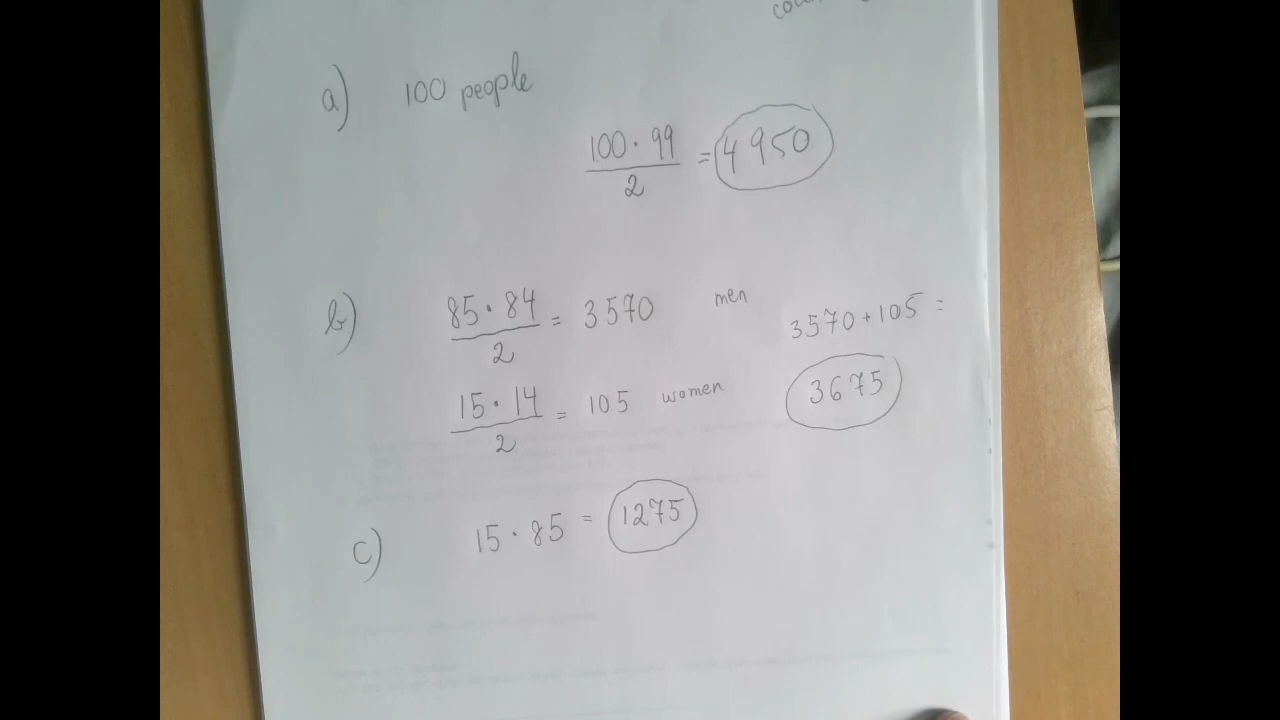 a) 100 people
100 · 99 / 2 = 4950
b) 85 · 84 / 2 = 3570 men
15 · 14 / 2 = 105 women
3570 + 105 =
3675
c) 15 · 85 = 1275